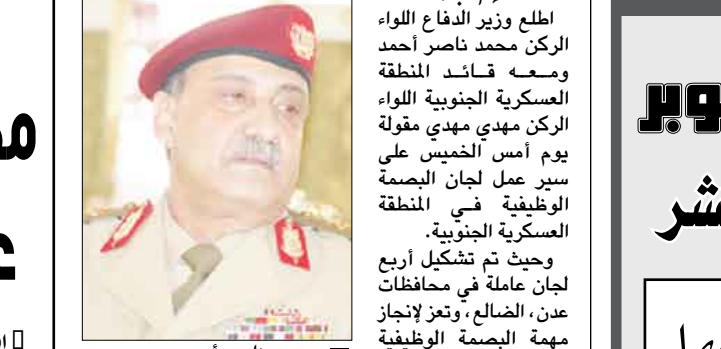 اطلع وزير الدفاع اللواء
الركن محمد ناصر أحمد
ومعه قائد المنطقة
العسكرية الجنوبية اللواء
الركن مهدي مهدي مقولة
يوم أمس الخميس على
سير عمل لجان البصمة
الوظيفية في المنطقة
العسكرية الجنوبية.
وحيث تم تشكيل أربع
لجان عاملة في محافظات
عدن، الضالع، وتعز لإنجاز
مهمة البصمة الوظيفية